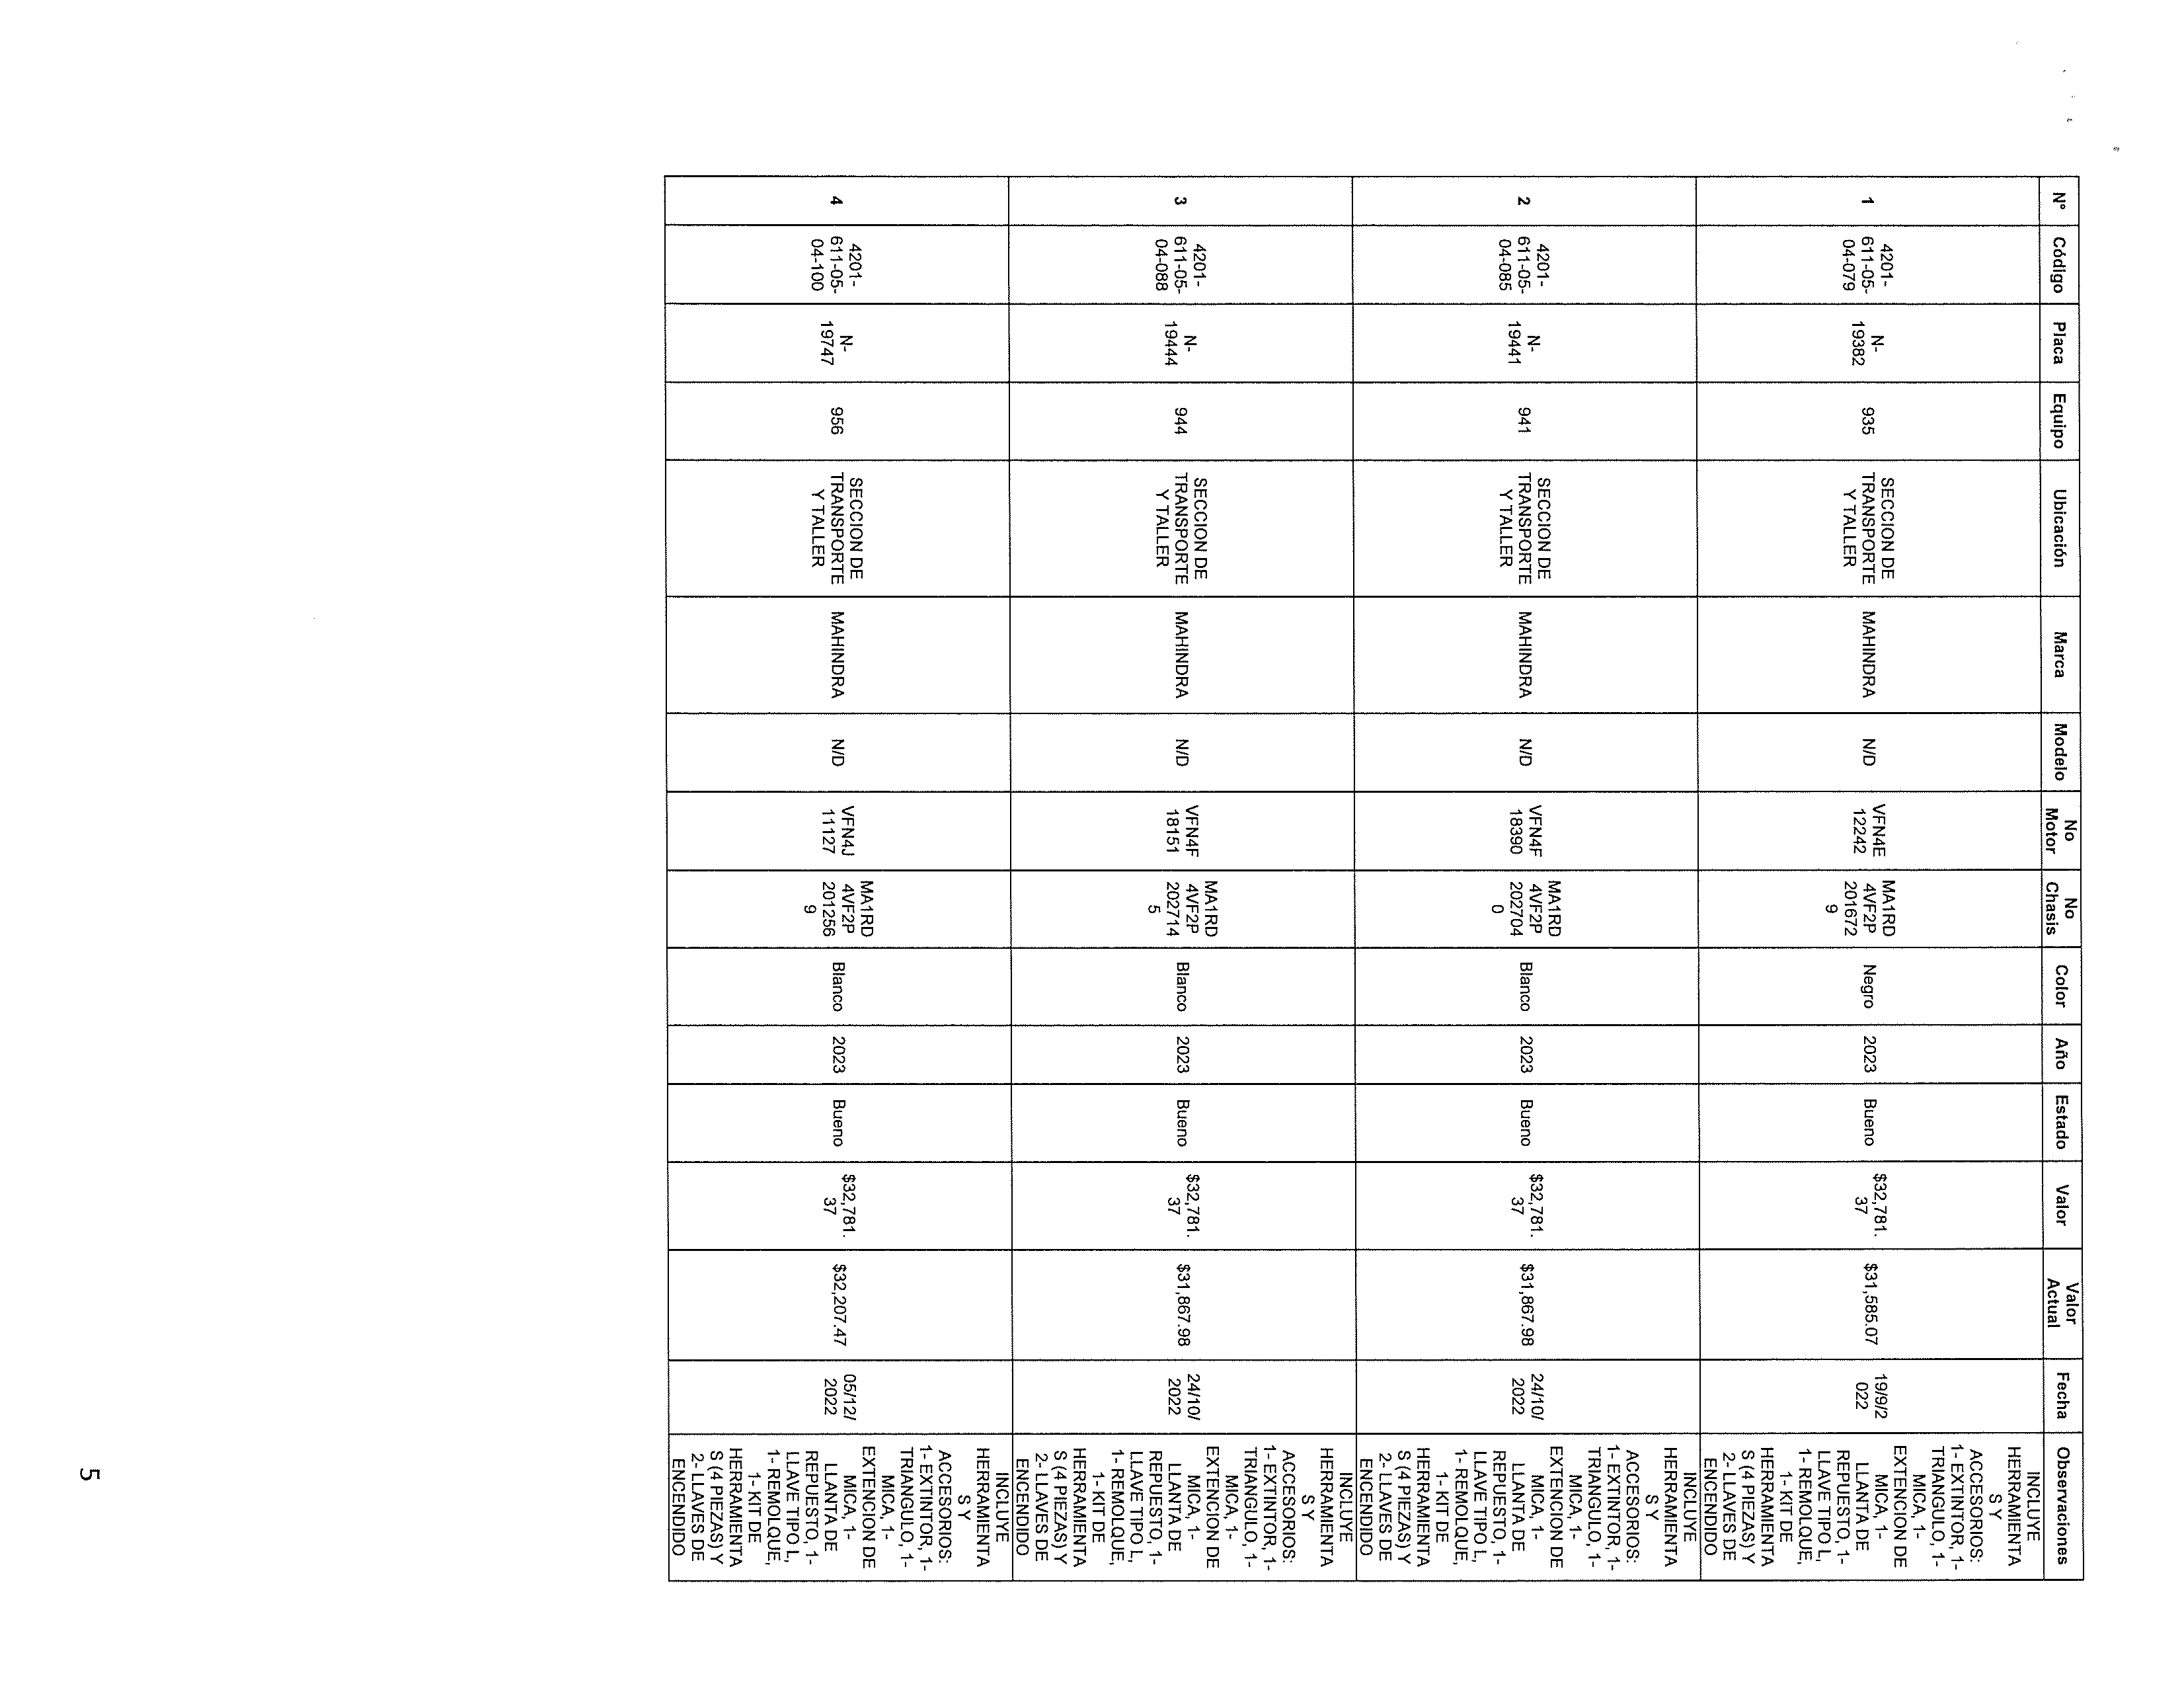 N° Código Placa Equipo Ubicación Marca Modelo No Motor No Chasis Color Año Estado Valor Valor Actual Fecha Observaciones
1
4201-
611-05-
04-079
N-
19382
935
SECCION DE
TRANSPORTE
Y TALLER
MAHINDRA
N/D
VFN4E
12242
MA1RD
4VF2P
201672
9
Negro
2023
Bueno
$32,781.
37
$31,585.07
19/9/2
022
INCLUYE
HERRAMIENTA
S Y
ACCESORIOS:
1- EXTINTOR, 1-
TRIANGULO, 1-
MICA, 1-
EXTENCION DE
MICA, 1-
LLANTA DE
REPUESTO, 1-
LLAVE TIPO L,
1- REMOLQUE,
1- KIT DE
HERRAMIENTA
S (4 PIEZAS) Y
2- LLAVES DE
ENCENDIDO
2
4201-
611-05-
04-085
N-
19441
941
SECCION DE
TRANSPORTE
Y TALLER
MAHINDRA
N/D
VFN4F
18390
MA1RD
4VF2P
202704
0
Blanco
2023
Bueno
$32,781.
37
$31,867.98
24/10/
2022
INCLUYE
HERRAMIENTA
S Y
ACCESORIOS:
1- EXTINTOR, 1-
TRIANGULO, 1-
MICA, 1-
EXTENCION DE
MICA, 1-
LLANTA DE
REPUESTO, 1-
LLAVE TIPO L,
1- REMOLQUE,
1- KIT DE
HERRAMIENTA
S (4 PIEZAS) Y
2- LLAVES DE
ENCENDIDO
3
4201-
611-05-
04-088
N-
19444
944
SECCION DE
TRANSPORTE
Y TALLER
MAHINDRA
N/D
VFN4F
18151
MA1RD
4VF2P
202714
5
Blanco
2023
Bueno
$32,781.
37
$31,867.98
24/10/
2022
INCLUYE
HERRAMIENTA
S Y
ACCESORIOS:
1- EXTINTOR, 1-
TRIANGULO, 1-
MICA, 1-
EXTENCION DE
MICA, 1-
LLANTA DE
REPUESTO, 1-
LLAVE TIPO L,
1- REMOLQUE,
1- KIT DE
HERRAMIENTA
S (4 PIEZAS) Y
2- LLAVES DE
ENCENDIDO
4
4201-
611-05-
04-100
N-
19747
956
SECCION DE
TRANSPORTE
Y TALLER
MAHINDRA
N/D
VFN4J
11127
MA1RD
4VF2P
201256
9
Blanco
2023
Bueno
$32,781.
37
$32,207.47
05/12/
2022
INCLUYE
HERRAMIENTA
S Y
ACCESORIOS:
1- EXTINTOR, 1-
TRIANGULO, 1-
MICA, 1-
EXTENCION DE
MICA, 1-
LLANTA DE
REPUESTO, 1-
LLAVE TIPO L,
1- REMOLQUE,
1- KIT DE
HERRAMIENTA
S (4 PIEZAS) Y
2- LLAVES DE
ENCENDIDO
5